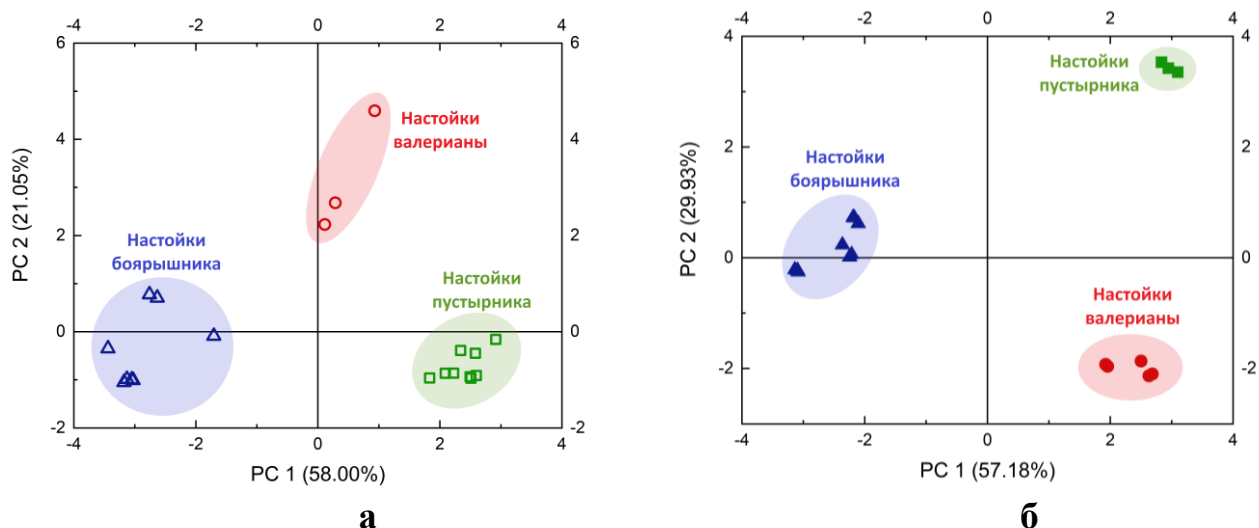 -4 -2 0 2 4
6 6
Настойки
валерианы
4 4
2 2
Настойки
боярышника
Настойки
пустырника
0 0
-2 -2
-4 -2 0 2 4
PC 2 (21.05%)
PC 1 (58.00%)
а
-4 -2 0 2 4
4 4
Настойки
пустырника
2 2
Настойки
боярышника
0 0
Настойки
валерианы
-2 -2
-4 -2 0 2 4
PC 2 (29.93%)
PC 1 (57.18%)
б